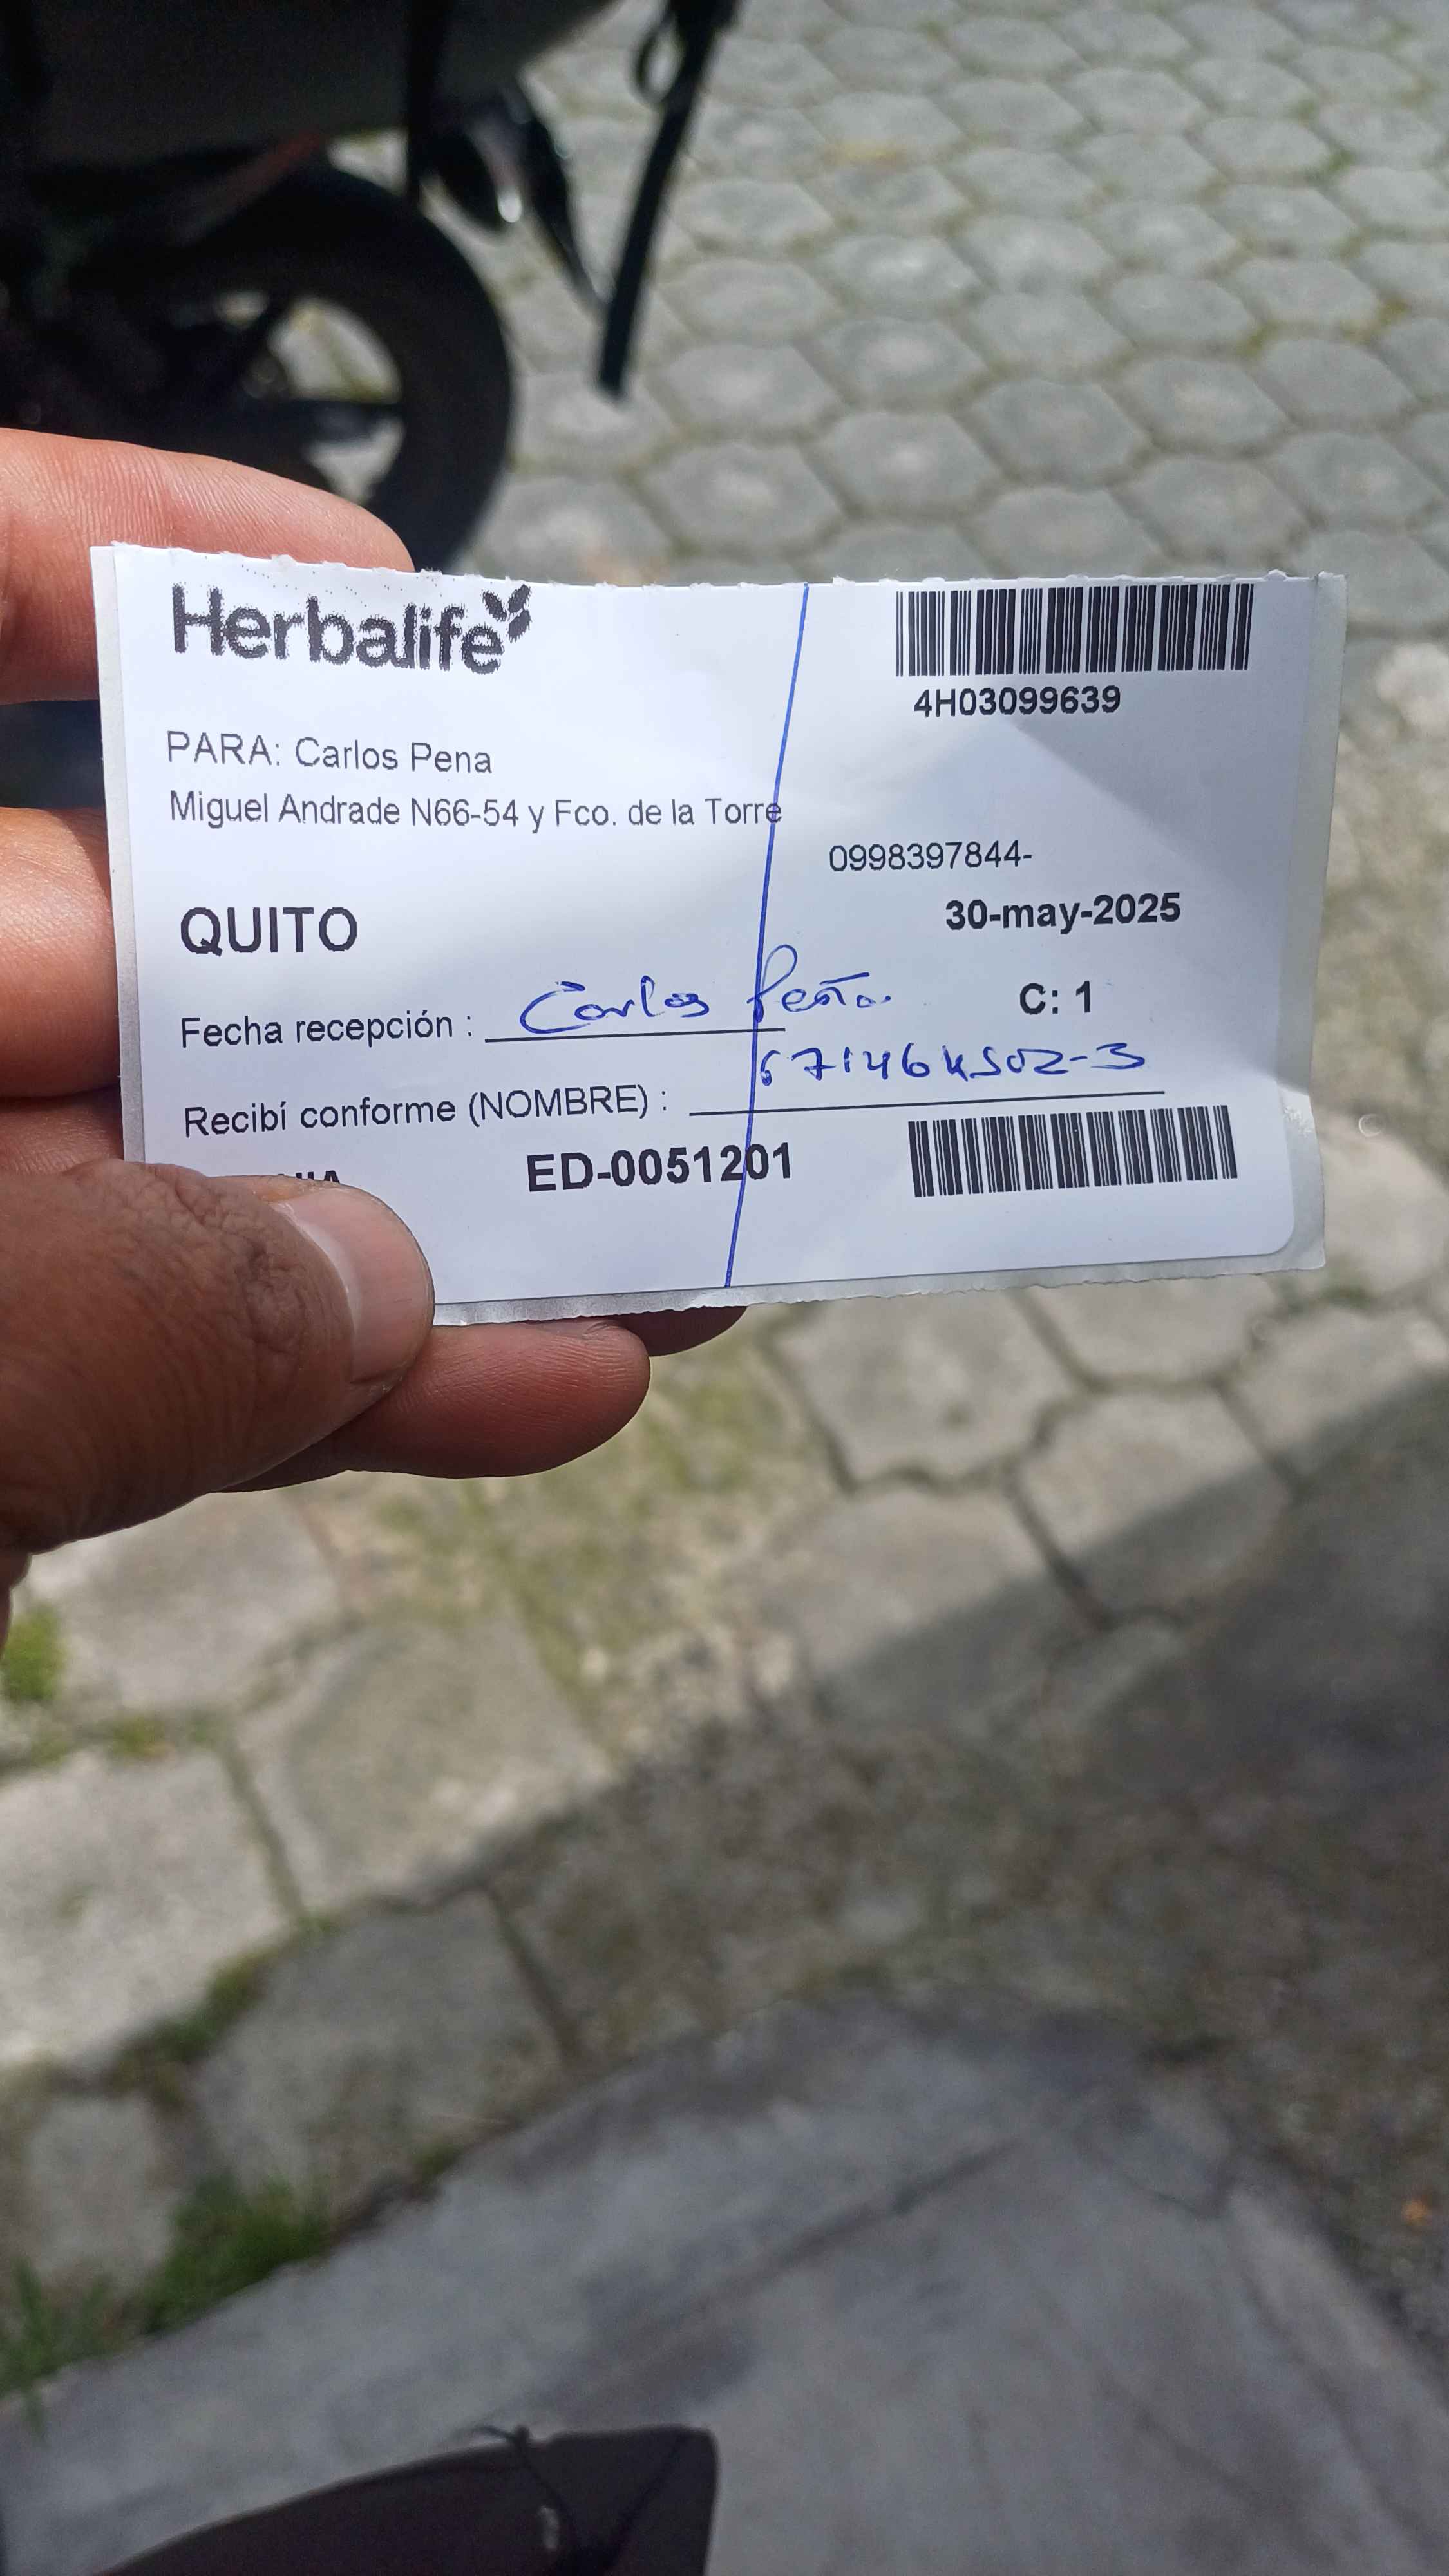 Herbalife
4H03099639
PARA: Carlos Pena
Miguel Andrade N66-54 y Fco. de la Torre
0998397844-
QUITO
30-may-2025
Fecha recepción : Carlos Peña.
C: 1
Recibí conforme (NOMBRE) :
ED-0051201